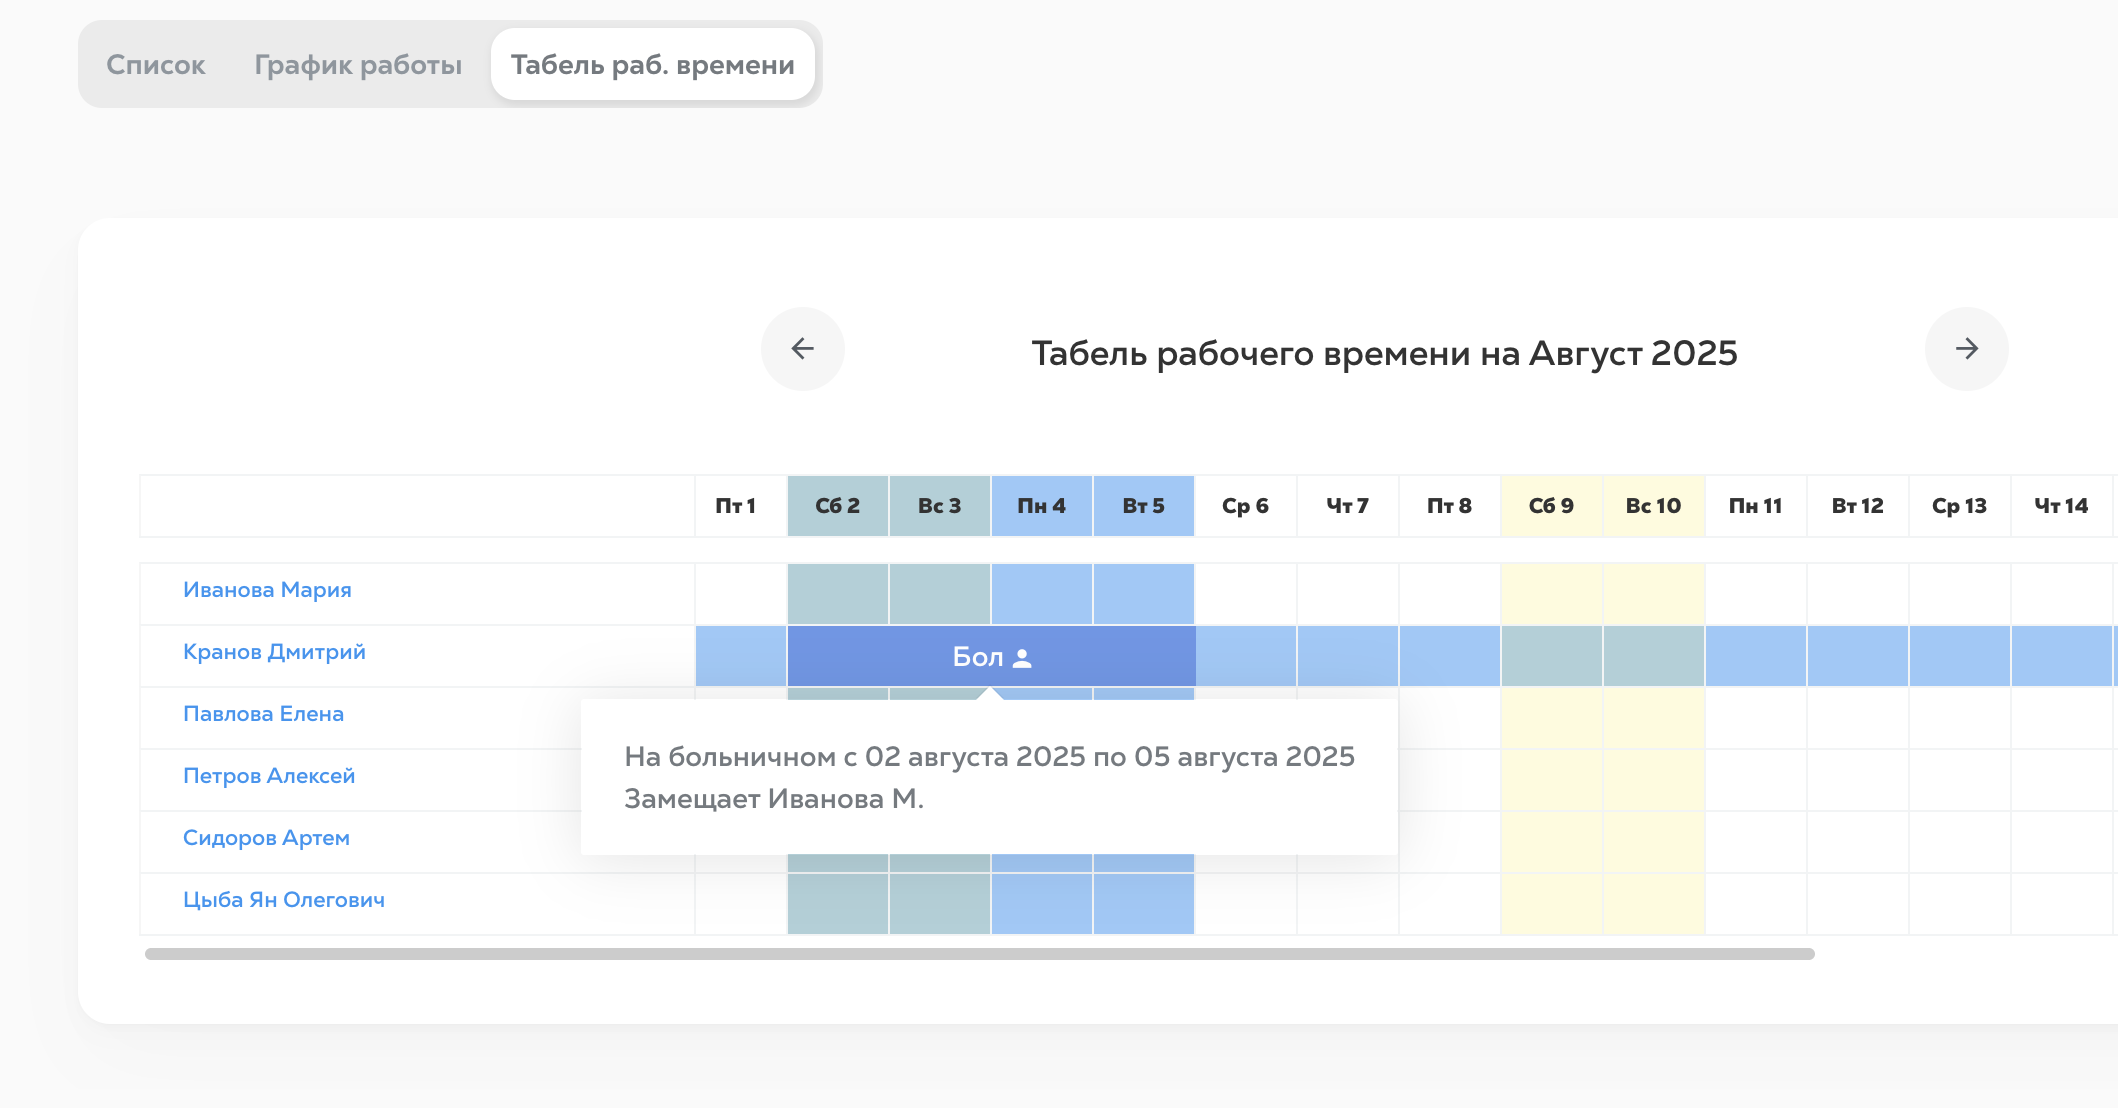 Список График работы Табель раб. времени
Табель рабочего времени на Август 2025
Пт 1 Сб 2 Вс 3 Пн 4 Вт 5 Ср 6 Чт 7 Пт 8 Сб 9 Вс 10 Пн 11 Вт 12 Ср 13 Чт 14
Иванова Мария
Кранов Дмитрий Бол
Павлова Елена
На больничном с 02 августа 2025 по 05 августа 2025
Петров Алексей
Замещает Иванова М.
Сидоров Артем
Цыба Ян Олегович